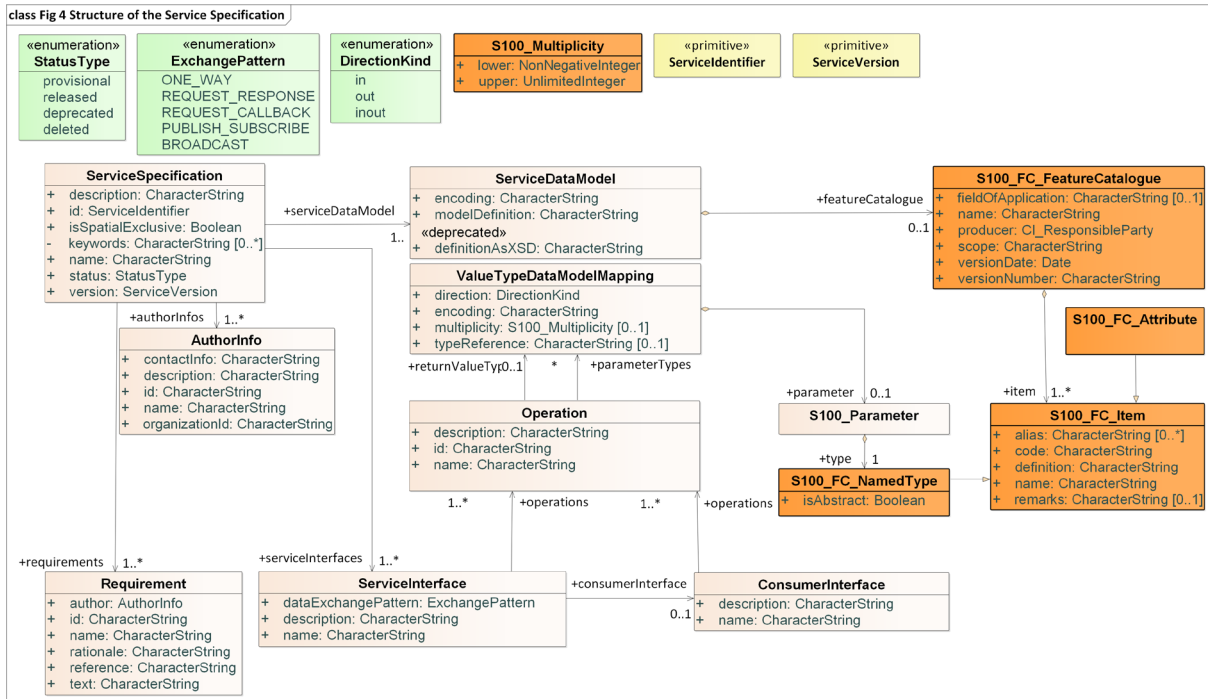 class Fig 4 Structure of the Service Specification
«enumeration»
StatusType
provisional
released
deprecated
deleted
«enumeration»
ExchangePattern
ONE_WAY
REQUEST_RESPONSE
REQUEST_CALLBACK
PUBLISH_SUBSCRIBE
BROADCAST
«enumeration»
DirectionKind
in
out
inout
S100_Multiplicity
+ lower: NonNegativeInteger
+ upper: UnlimitedInteger
«primitive»
ServiceIdentifier
«primitive»
ServiceVersion
ServiceSpecification
+ description: CharacterString
+ id: ServiceIdentifier
+ isSpatialExclusive: Boolean
- keywords: CharacterString [0..*]
+ name: CharacterString
+ status: StatusType
+ version: ServiceVersion
+serviceDataModel
1..
ServiceDataModel
+ encoding: CharacterString
+ modelDefinition: CharacterString
«deprecated»
+ definitionAsXSD: CharacterString
+featureCatalogue
0..1
S100_FC_FeatureCatalogue
+ fieldOfApplication: CharacterString [0..1]
+ name: CharacterString
+ producer: CI_ResponsibleParty
+ scope: CharacterString
+ versionDate: Date
+ versionNumber: CharacterString
ValueTypeDataModelMapping
+ direction: DirectionKind
+ encoding: CharacterString
+ multiplicity: S100_Multiplicity [0..1]
+ typeReference: CharacterString [0..1]
+authorInfos
1..*
AuthorInfo
+ contactInfo: CharacterString
+ description: CharacterString
+ id: CharacterString
+ name: CharacterString
+ organizationId: CharacterString
+returnValueTyp
0..1
*
+parameterTypes
S100_FC_Attribute
+parameter
0..1
+item
1..*
Operation
+ description: CharacterString
+ id: CharacterString
+ name: CharacterString
S100_Parameter
+type
1
S100_FC_Item
+ alias: CharacterString [0..*]
+ code: CharacterString
+ definition: CharacterString
+ name: CharacterString
+ remarks: CharacterString [0..1]
S100_FC_NamedType
+ isAbstract: Boolean
1..*
+operations
1..*
+operations
+requirements
1..*
+serviceInterfaces
1..*
Requirement
+ author: AuthorInfo
+ id: CharacterString
+ name: CharacterString
+ rationale: CharacterString
+ reference: CharacterString
+ text: CharacterString
ServiceInterface
+ dataExchangePattern: ExchangePattern
+ description: CharacterString
+ name: CharacterString
+consumerInterface
0..1
ConsumerInterface
+ description: CharacterString
+ name: CharacterString